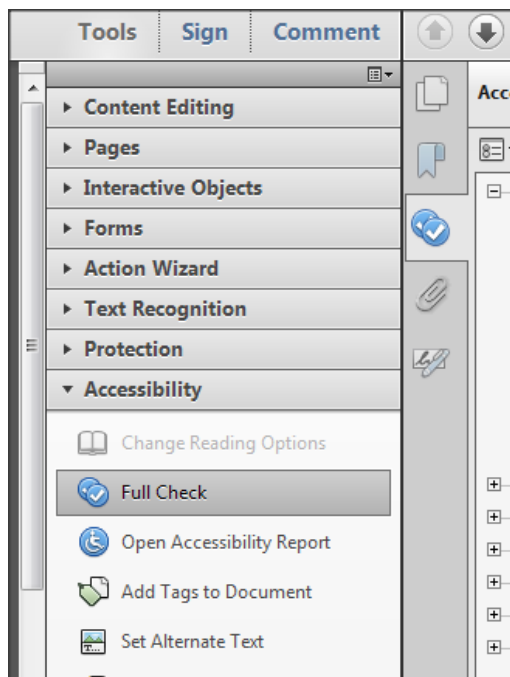 Tools Sign Comment
Content Editing
Pages
Interactive Objects
Forms
Action Wizard
Text Recognition
Protection
Accessibility
Change Reading Options
Full Check
Open Accessibility Report
Add Tags to Document
Set Alternate Text